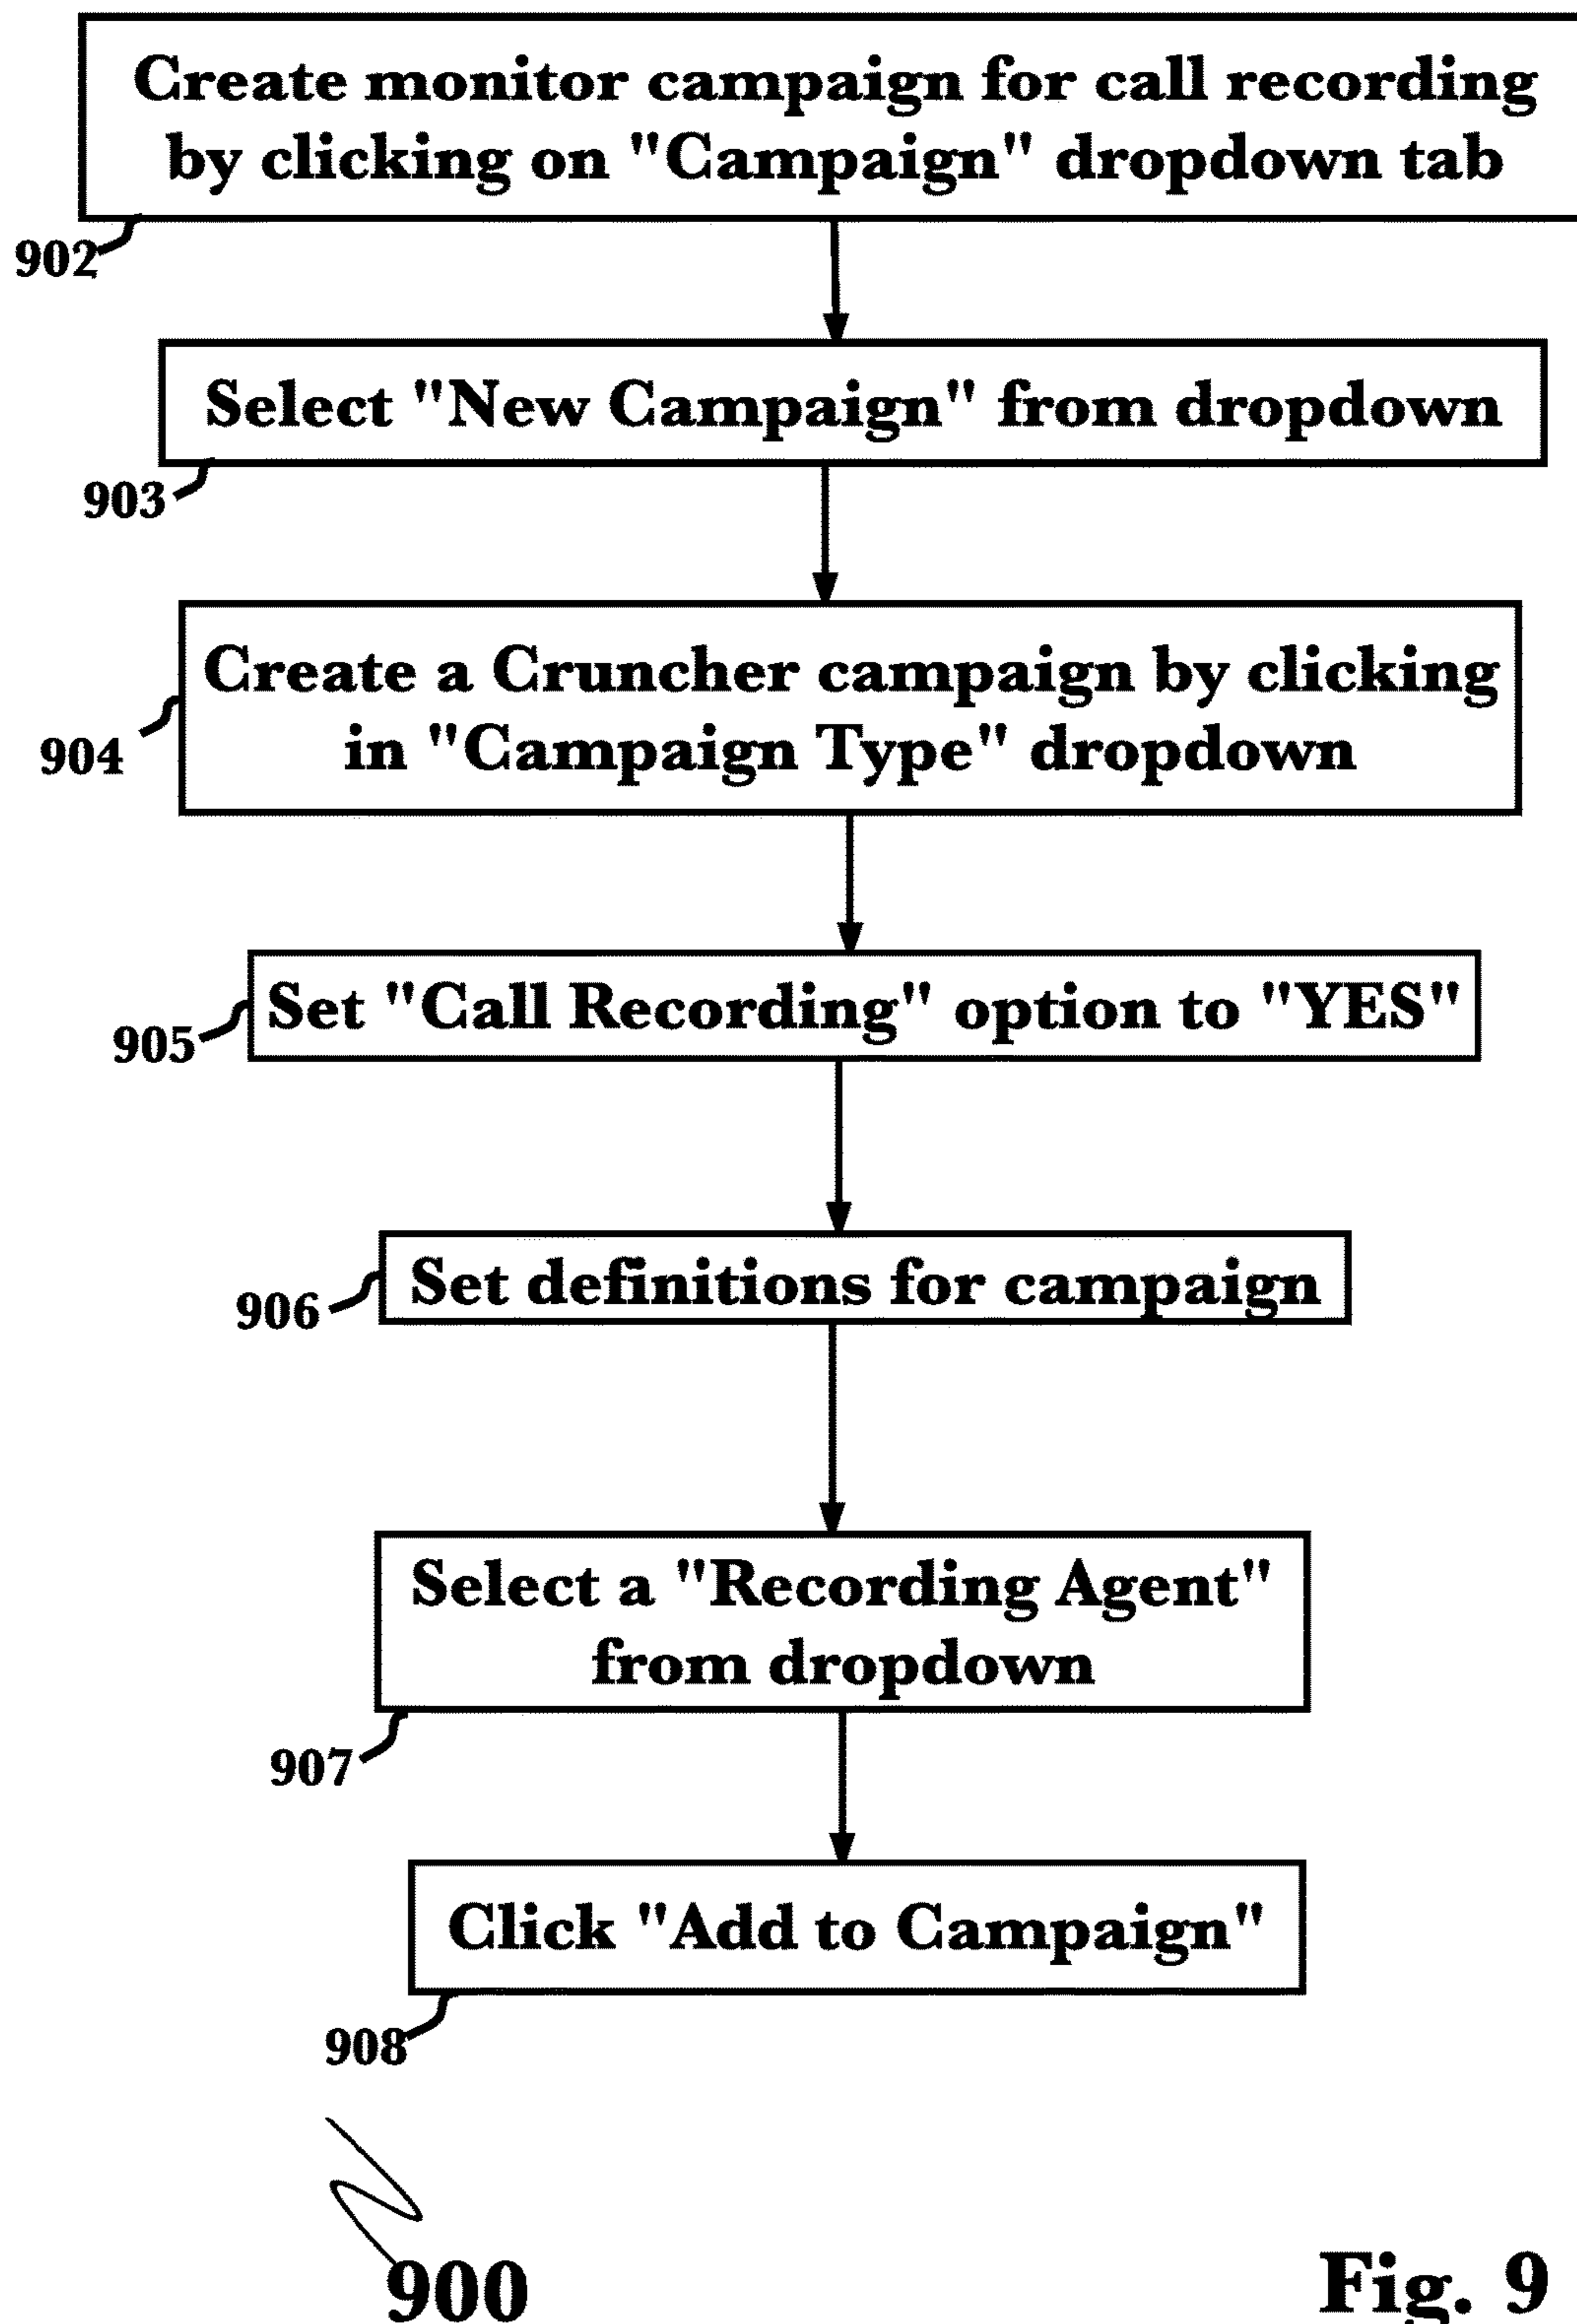 Create monitor campaign for call recording
by clicking on "Campaign" dropdown tab
902
Select "New Campaign" from dropdown
903
Create a Cruncher campaign by clicking
in "Campaign Type" dropdown
904
Set "Call Recording" option to "YES"
905
Set definitions for campaign
906
Select a "Recording Agent"
from dropdown
907
Click "Add to Campaign"
908
900
Fig. 9